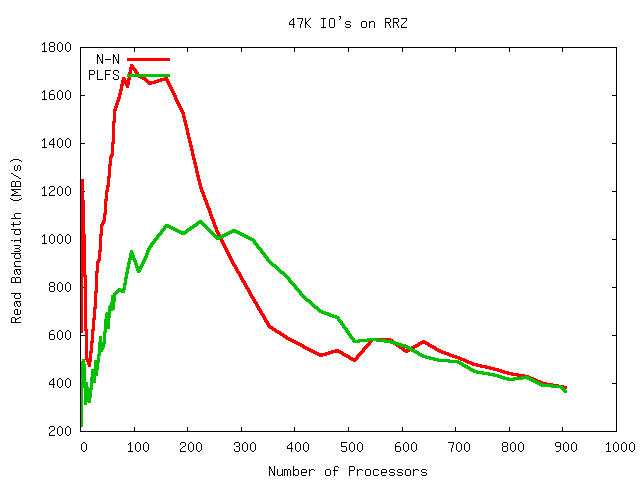 47K IO's on RRZ
1800
1600
1400
1200
1000
800
600
400
200
N-N
PLFS
Read Bandwidth (MB/s)
0 100 200 300 400 500 600 700 800 900 1000
Number of Processors